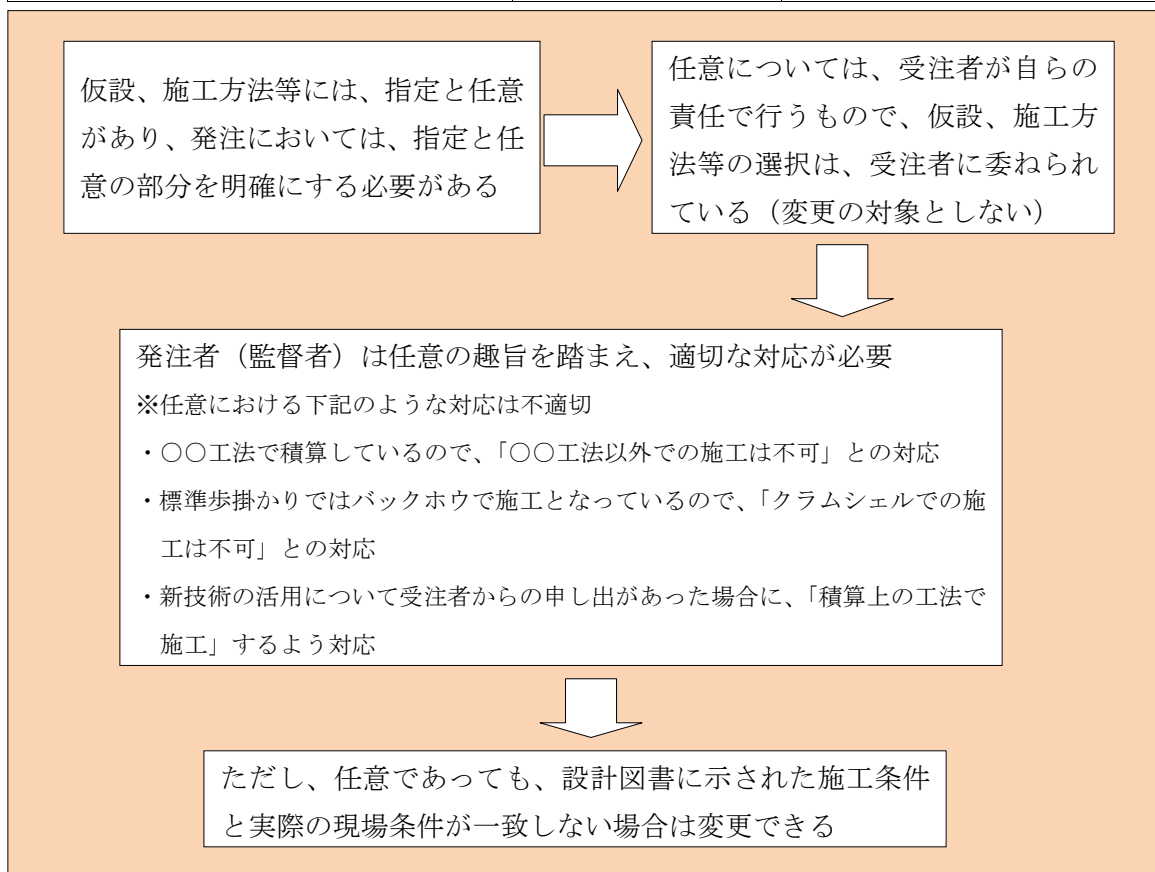 仮設、施工方法等には、指定と任意
があり、発注においては、指定と任
意の部分を明確にする必要がある
任意については、受注者が自らの
責任で行うもので、仮設、施工方
法等の選択は、受注者に委ねられ
ている（変更の対象としない）
発注者（監督者）は任意の趣旨を踏まえ、適切な対応が必要
※任意における下記のような対応は不適切
・○○工法で積算しているので、「○○工法以外での施工は不可」との対応
・標準歩掛かりではバックホウで施工となっているので、「クラムシェルでの施
工は不可」との対応
・新技術の活用について受注者からの申し出があった場合に、「積算上の工法で
施工」するよう対応
ただし、任意であっても、設計図書に示された施工条件
と実際の現場条件が一致しない場合は変更できる